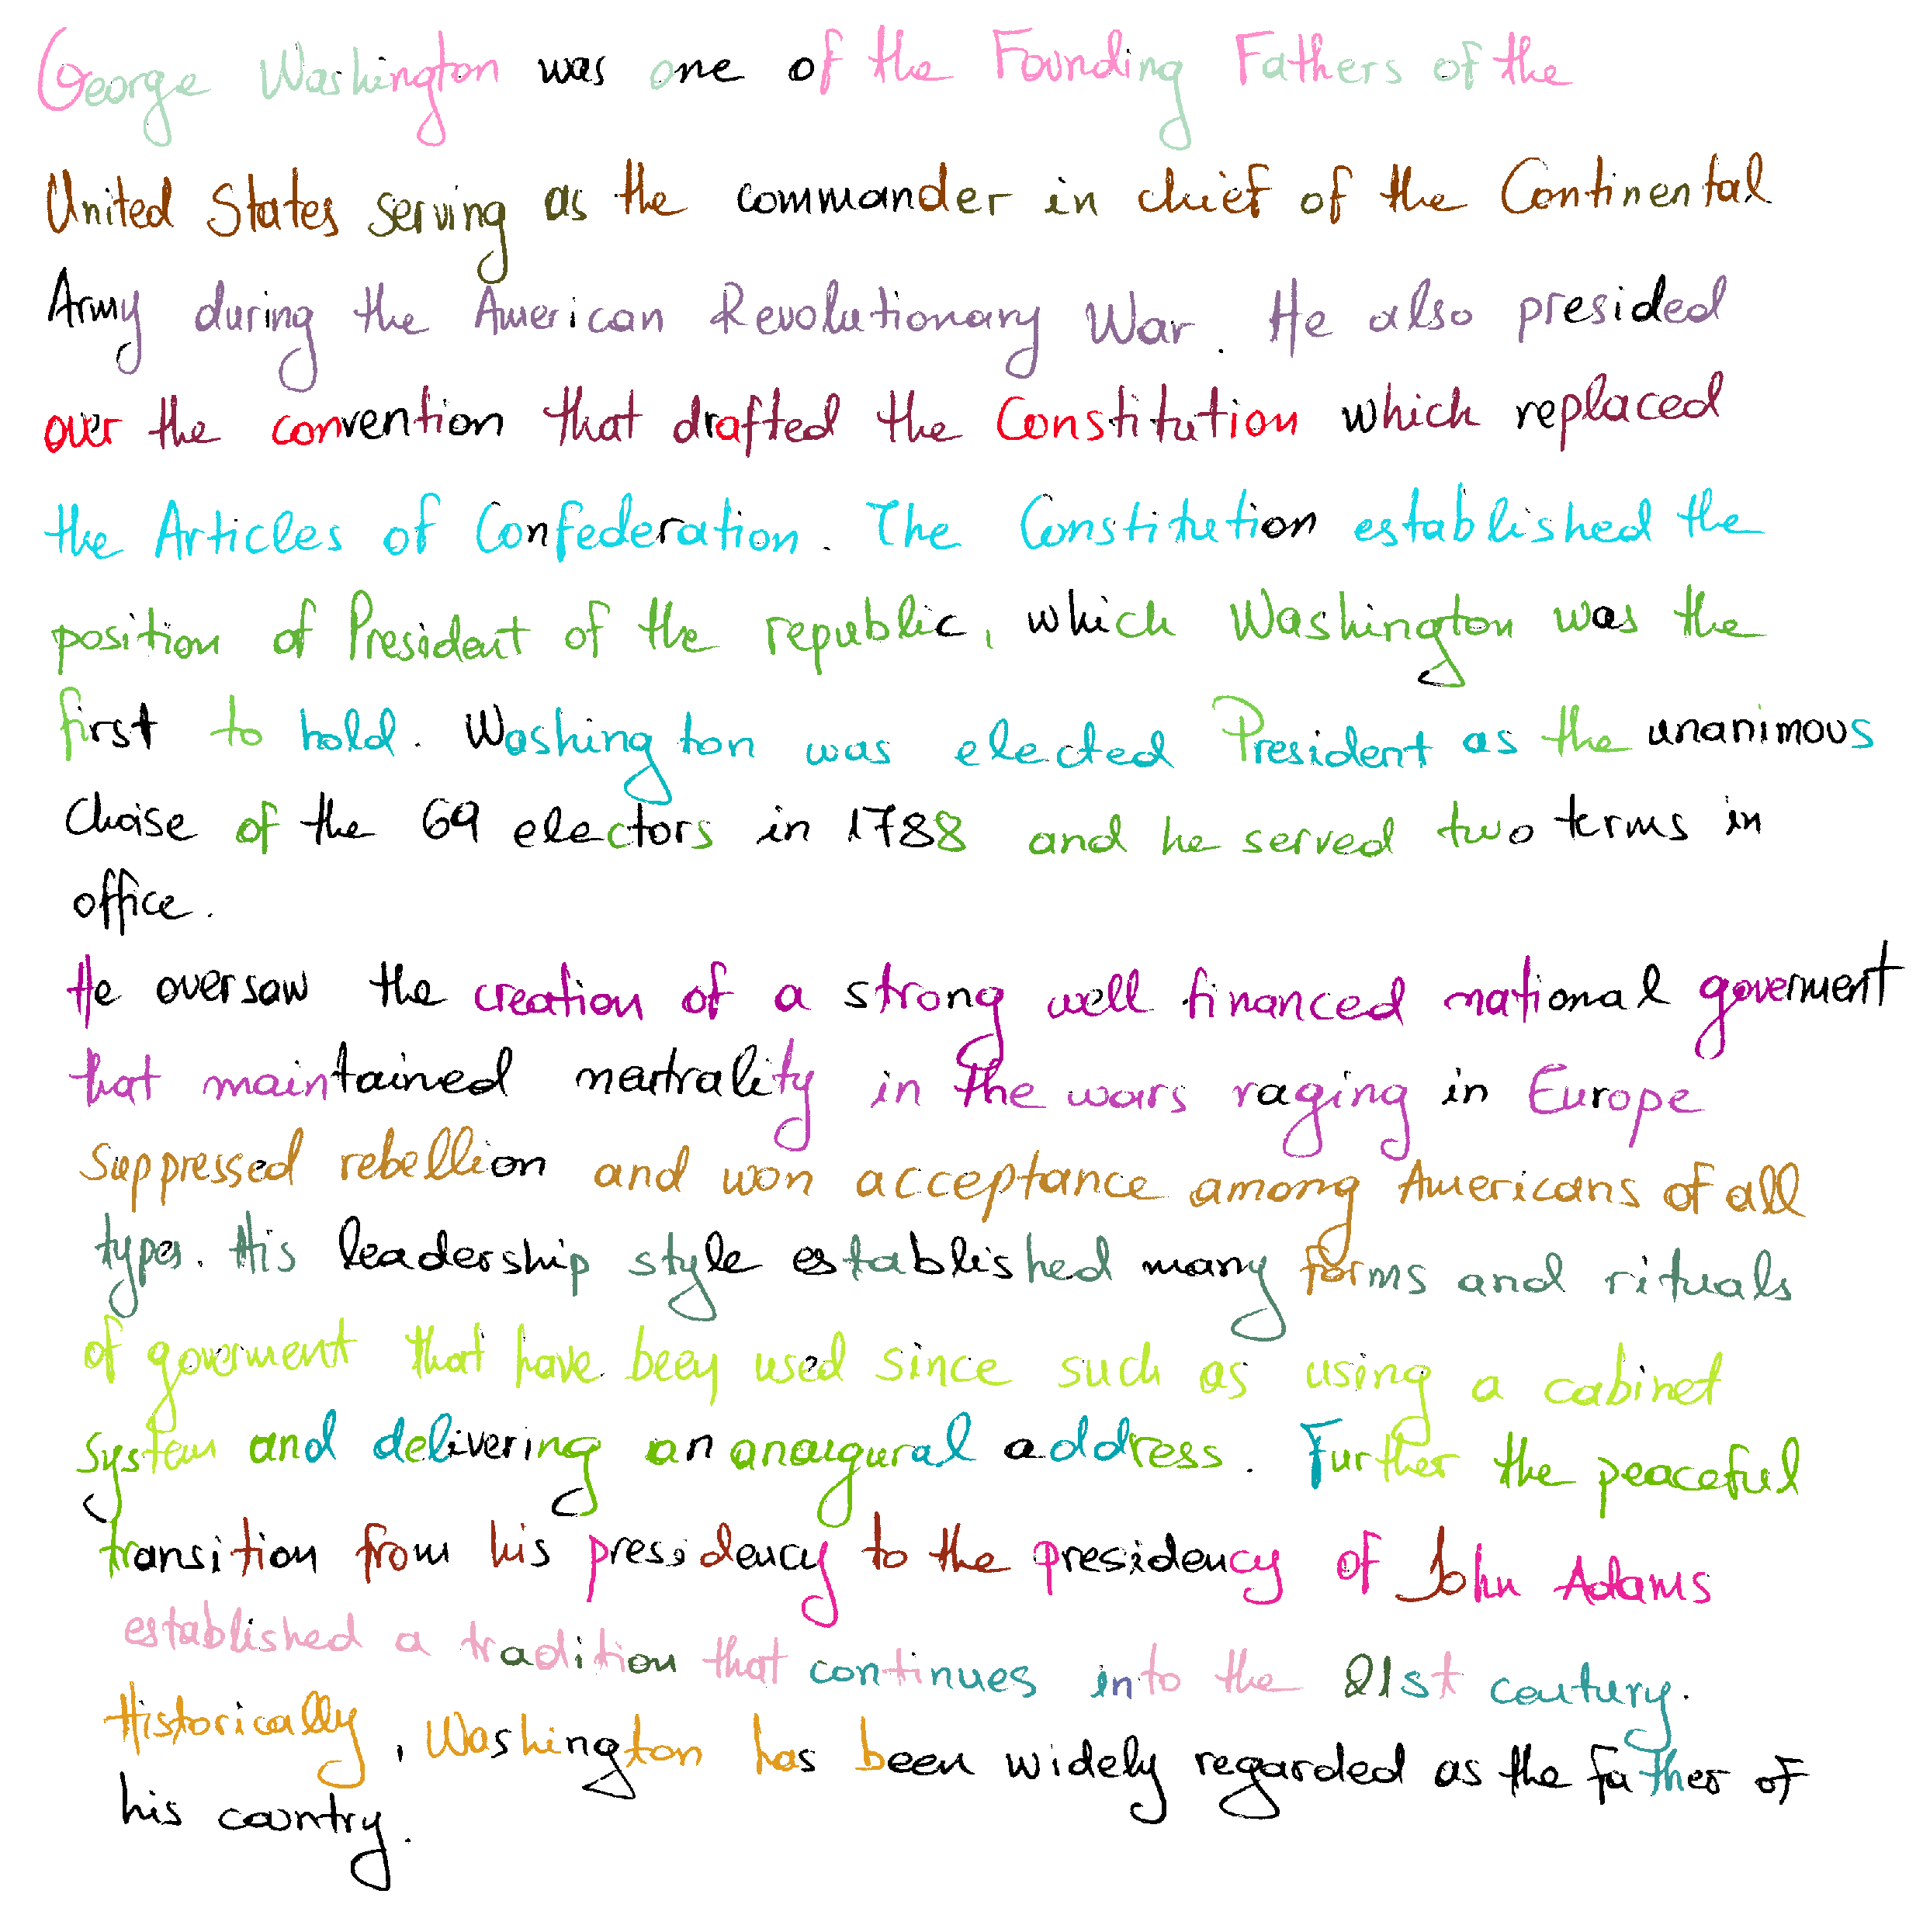 George Washington was one of the Founding Fathers of the
United States serving as the commander in chief of the Continental
Army during the American Revolutionary War. He also presided
over the convention that drafted the Constitution which replaced
the Articles of Confederation. The Constitution established the
position of President of the republic, which Washington was the
first to hold. Washington was elected President as the unanimous
choise of the 69 electors in 1788 and he served two terms in
office.
He oversaw the creation of a strong well financed national goverment
that maintained neutrality in the wars raging in Europe
suppressed rebellion and won acceptance among Americans of all
types. His leadership style established many forms and rituals
of goverment that have been used since such as using a cabinet
system and delivering an anaugural address. Further the peaceful
transition from his presidency to the presidency of John Adams
established a tradition that continues into the 21st century.
Historically, Washington has been widely regarded as the father of
his country.